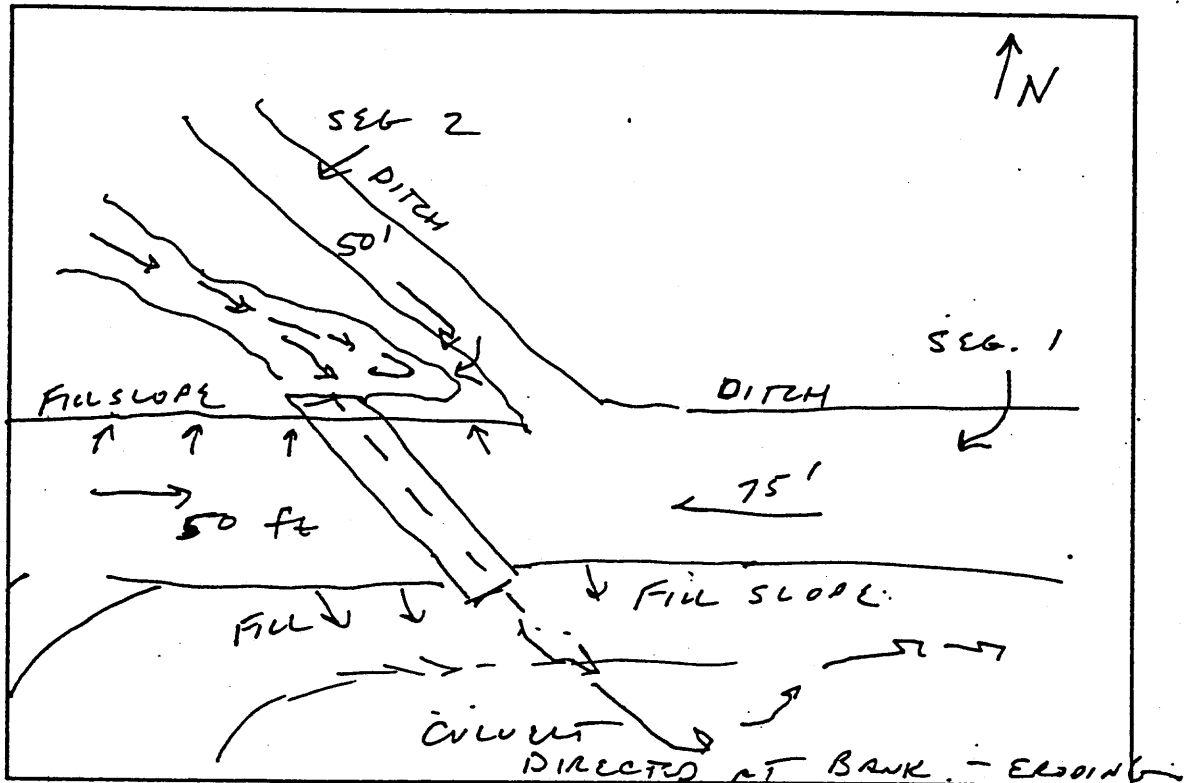 N
SEG 2
DITCH
50'
SEG. 1
FILLSLOPE
DITCH
75'
50 ft
FILL SLOPE.
FILL
CULVERT
DIRECTED AT BANK - ERODING